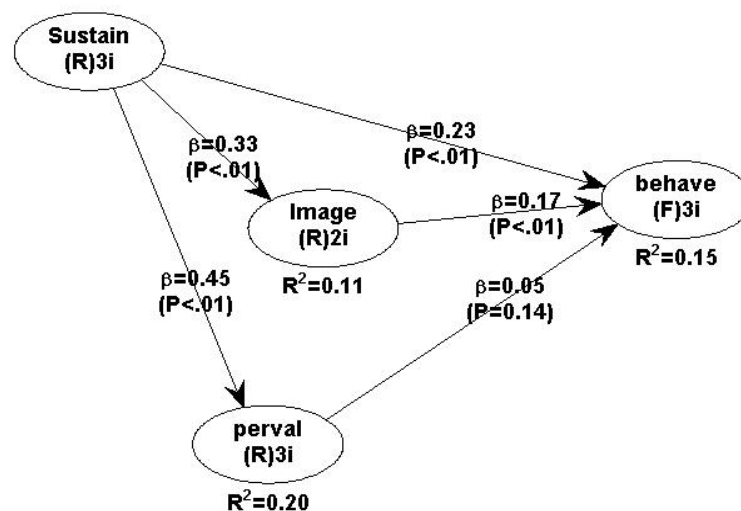 Sustain
(R)3i
β=0.33
(P<.01)
β=0.23
(P<.01)
behave
(F)3i
R²=0.15
Image
(R)2i
R²=0.11
β=0.17
(P<.01)
β=0.45
(P<.01)
β=0.05
(P=0.14)
perval
(R)3i
R²=0.20